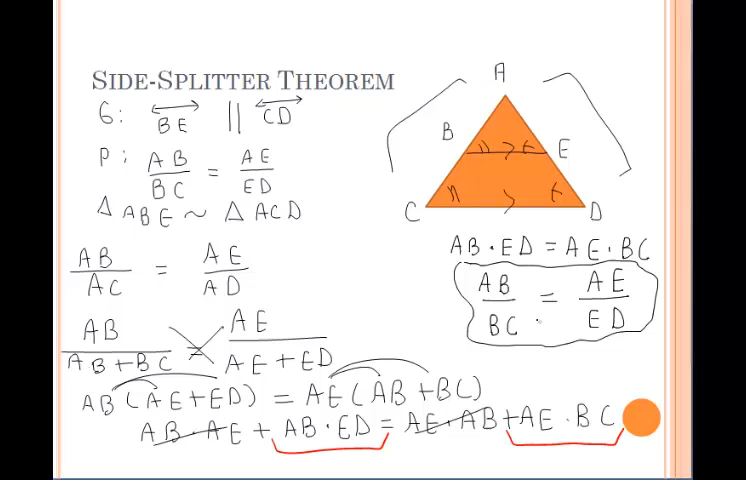 SIDE-SPLITTER THEOREM
G: BE || CD
P: AB/BC = AE/ED
△ABE ~ △ACD
AB/AC = AE/AD
AB/(AB+BC) = AE/(AE+ED)
AB(AE+ED) = AE(AB+BC)
AB·AE + AB·ED = AE·AB + AE·BC
A
B
E
C
D
n > t
n > t
AB·ED = AE·BC
AB/BC = AE/ED